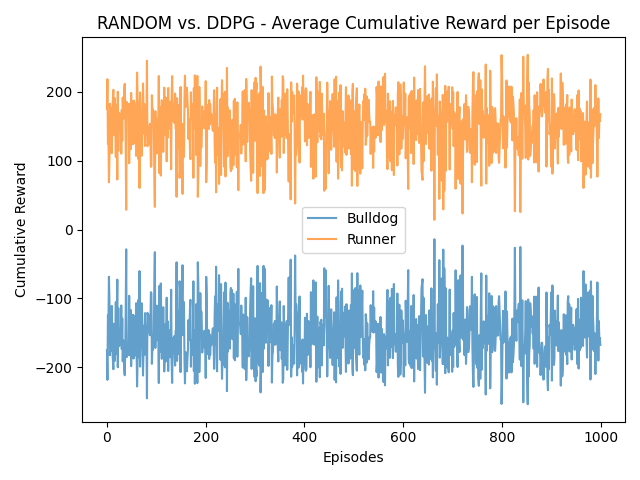 RANDOM vs. DDPG - Average Cumulative Reward per Episode
Cumulative Reward
200
100
0
−100
−200
Bulldog
Runner
0
200
400
600
800
1000
Episodes